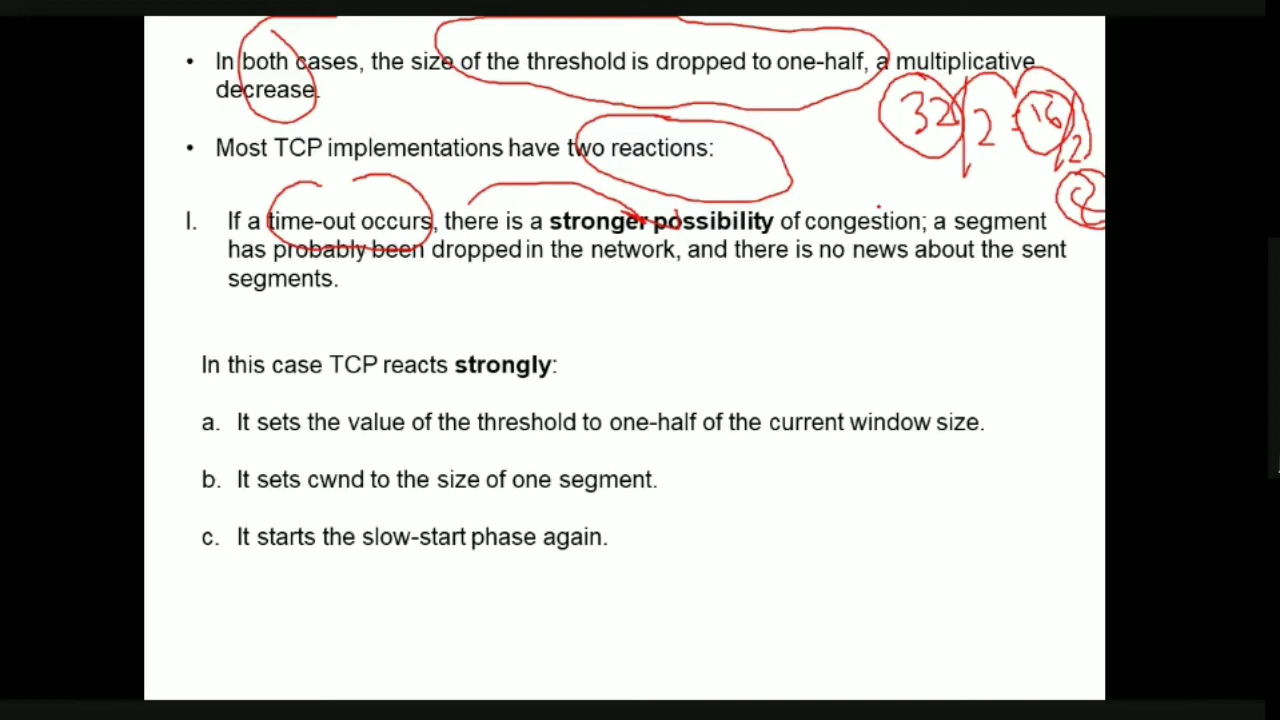 • In both cases, the size of the threshold is dropped to one-half, a multiplicative
decrease.
32/2 = 16/2
• Most TCP implementations have two reactions:
I. If a time-out occurs, there is a stronger possibility of congestion; a segment
has probably been dropped in the network, and there is no news about the sent
segments.
In this case TCP reacts strongly:
a. It sets the value of the threshold to one-half of the current window size.
b. It sets cwnd to the size of one segment.
c. It starts the slow-start phase again.